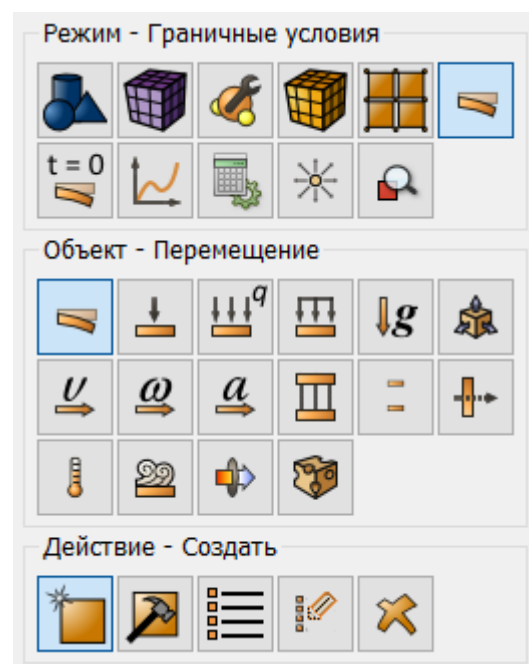 Режим - Граничные условия
t = 0
Объект - Перемещение
q
g
υ ω a
Действие - Создать